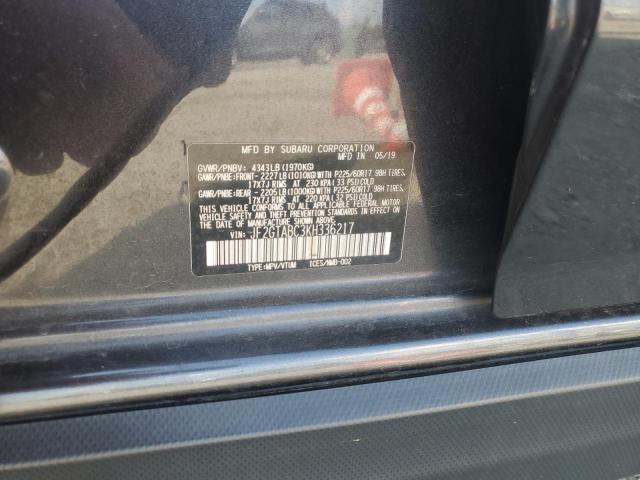 MFD BY SUBARU CORPORATION
MFD. IN 05/19
GVWR/PNBV: 4343LB (1970KG)
GAWR/PNBE: FRONT - 2227LB (1010KG) WITH P225/60R17 98H TIRES,
17X7J RIMS AT 230 KPA (33 PSI) COLD
GAWR/PNBE: REAR - 2205LB (1000KG) WITH P225/60R17 98H TIRES,
17X7J RIMS AT 220 KPA (32 PSI) COLD
THIS VEHICLE CONFORMS TO ALL APPLICABLE FEDERAL MOTOR
VEHICLE SAFETY AND THEFT PREVENTION STANDARDS IN EFFECT ON
THE DATE OF MANUFACTURE SHOWN ABOVE.
VIN: JF2GTABC3KH336217
TYPE: MPV/VTUM ICES/NMB-002